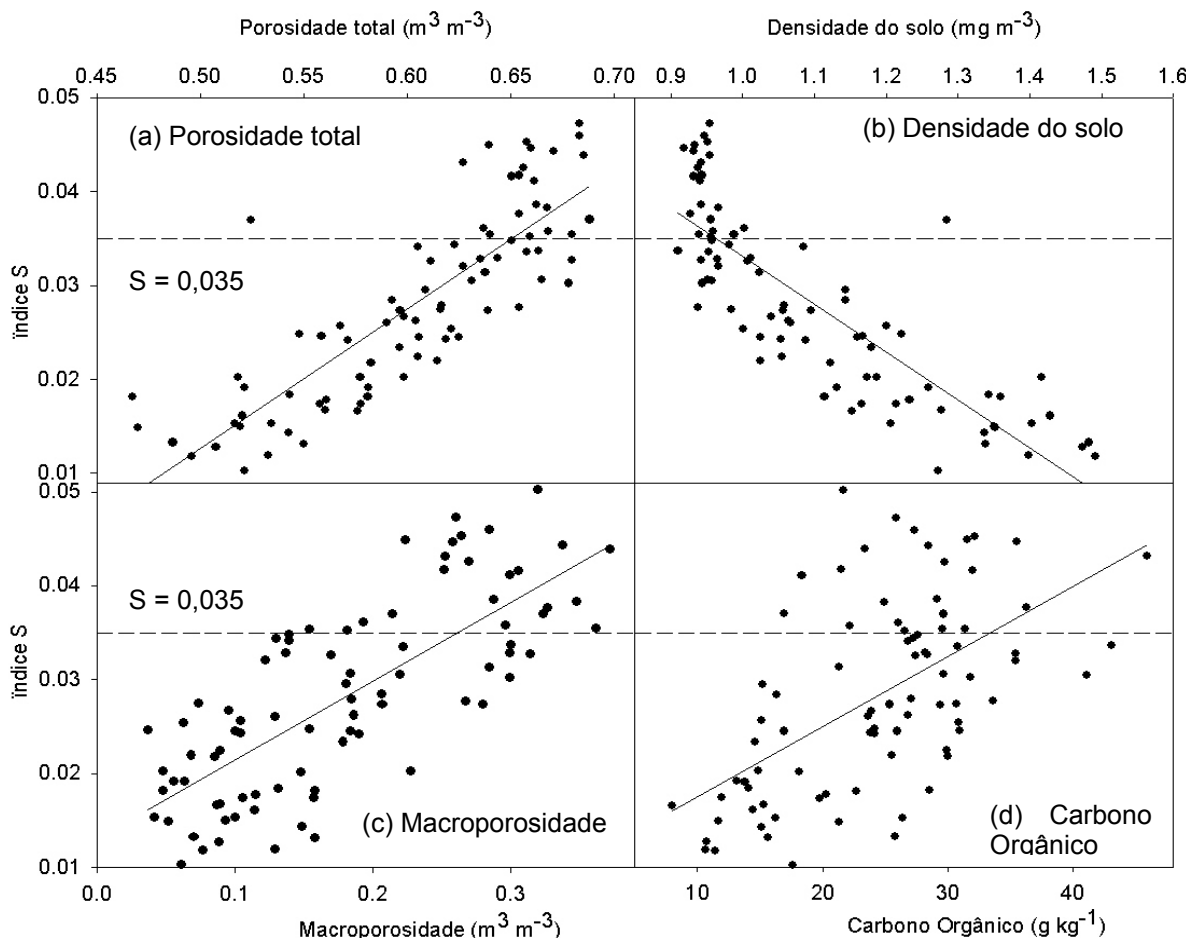 Porosidade total (m³ m⁻³)
Densidade do solo (mg m⁻³)
0.45 0.50 0.55 0.60 0.65 0.70
0.9 1.0 1.1 1.2 1.3 1.4 1.5 1.6
0.05
0.04
0.03
0.02
0.01
ïndice S
(a) Porosidade total
S = 0,035
(b) Densidade do solo
0.05
0.04
0.03
0.02
0.01
ïndice S
S = 0,035
(c) Macroporosidade
(d) Carbono
Orgânico
0.0 0.1 0.2 0.3
10 20 30 40
Macroporosidade (m³ m⁻³)
Carbono Orgânico (g kg⁻¹)